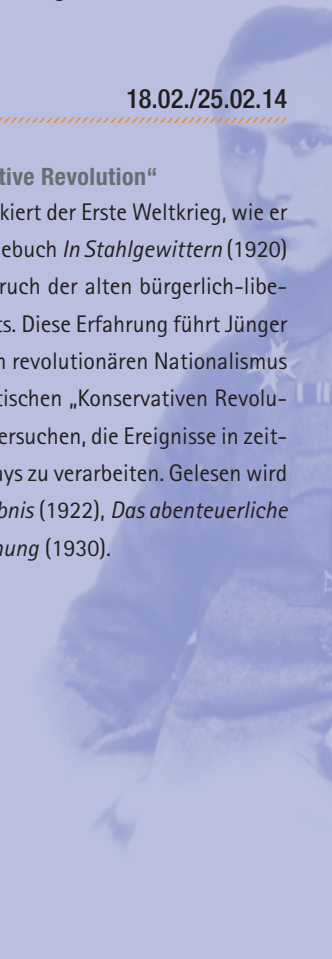 18.02./25.02.14
tive Revolution“
kiert der Erste Weltkrieg, wie er
ebuch In Stahlgewittern (1920)
ruch der alten bürgerlich-libe-
ts. Diese Erfahrung führt Jünger
n revolutionären Nationalismus
tischen „Konservativen Revolu-
ersuchen, die Ereignisse in zeit-
ays zu verarbeiten. Gelesen wird
bnis (1922), Das abenteuerliche
hung (1930).